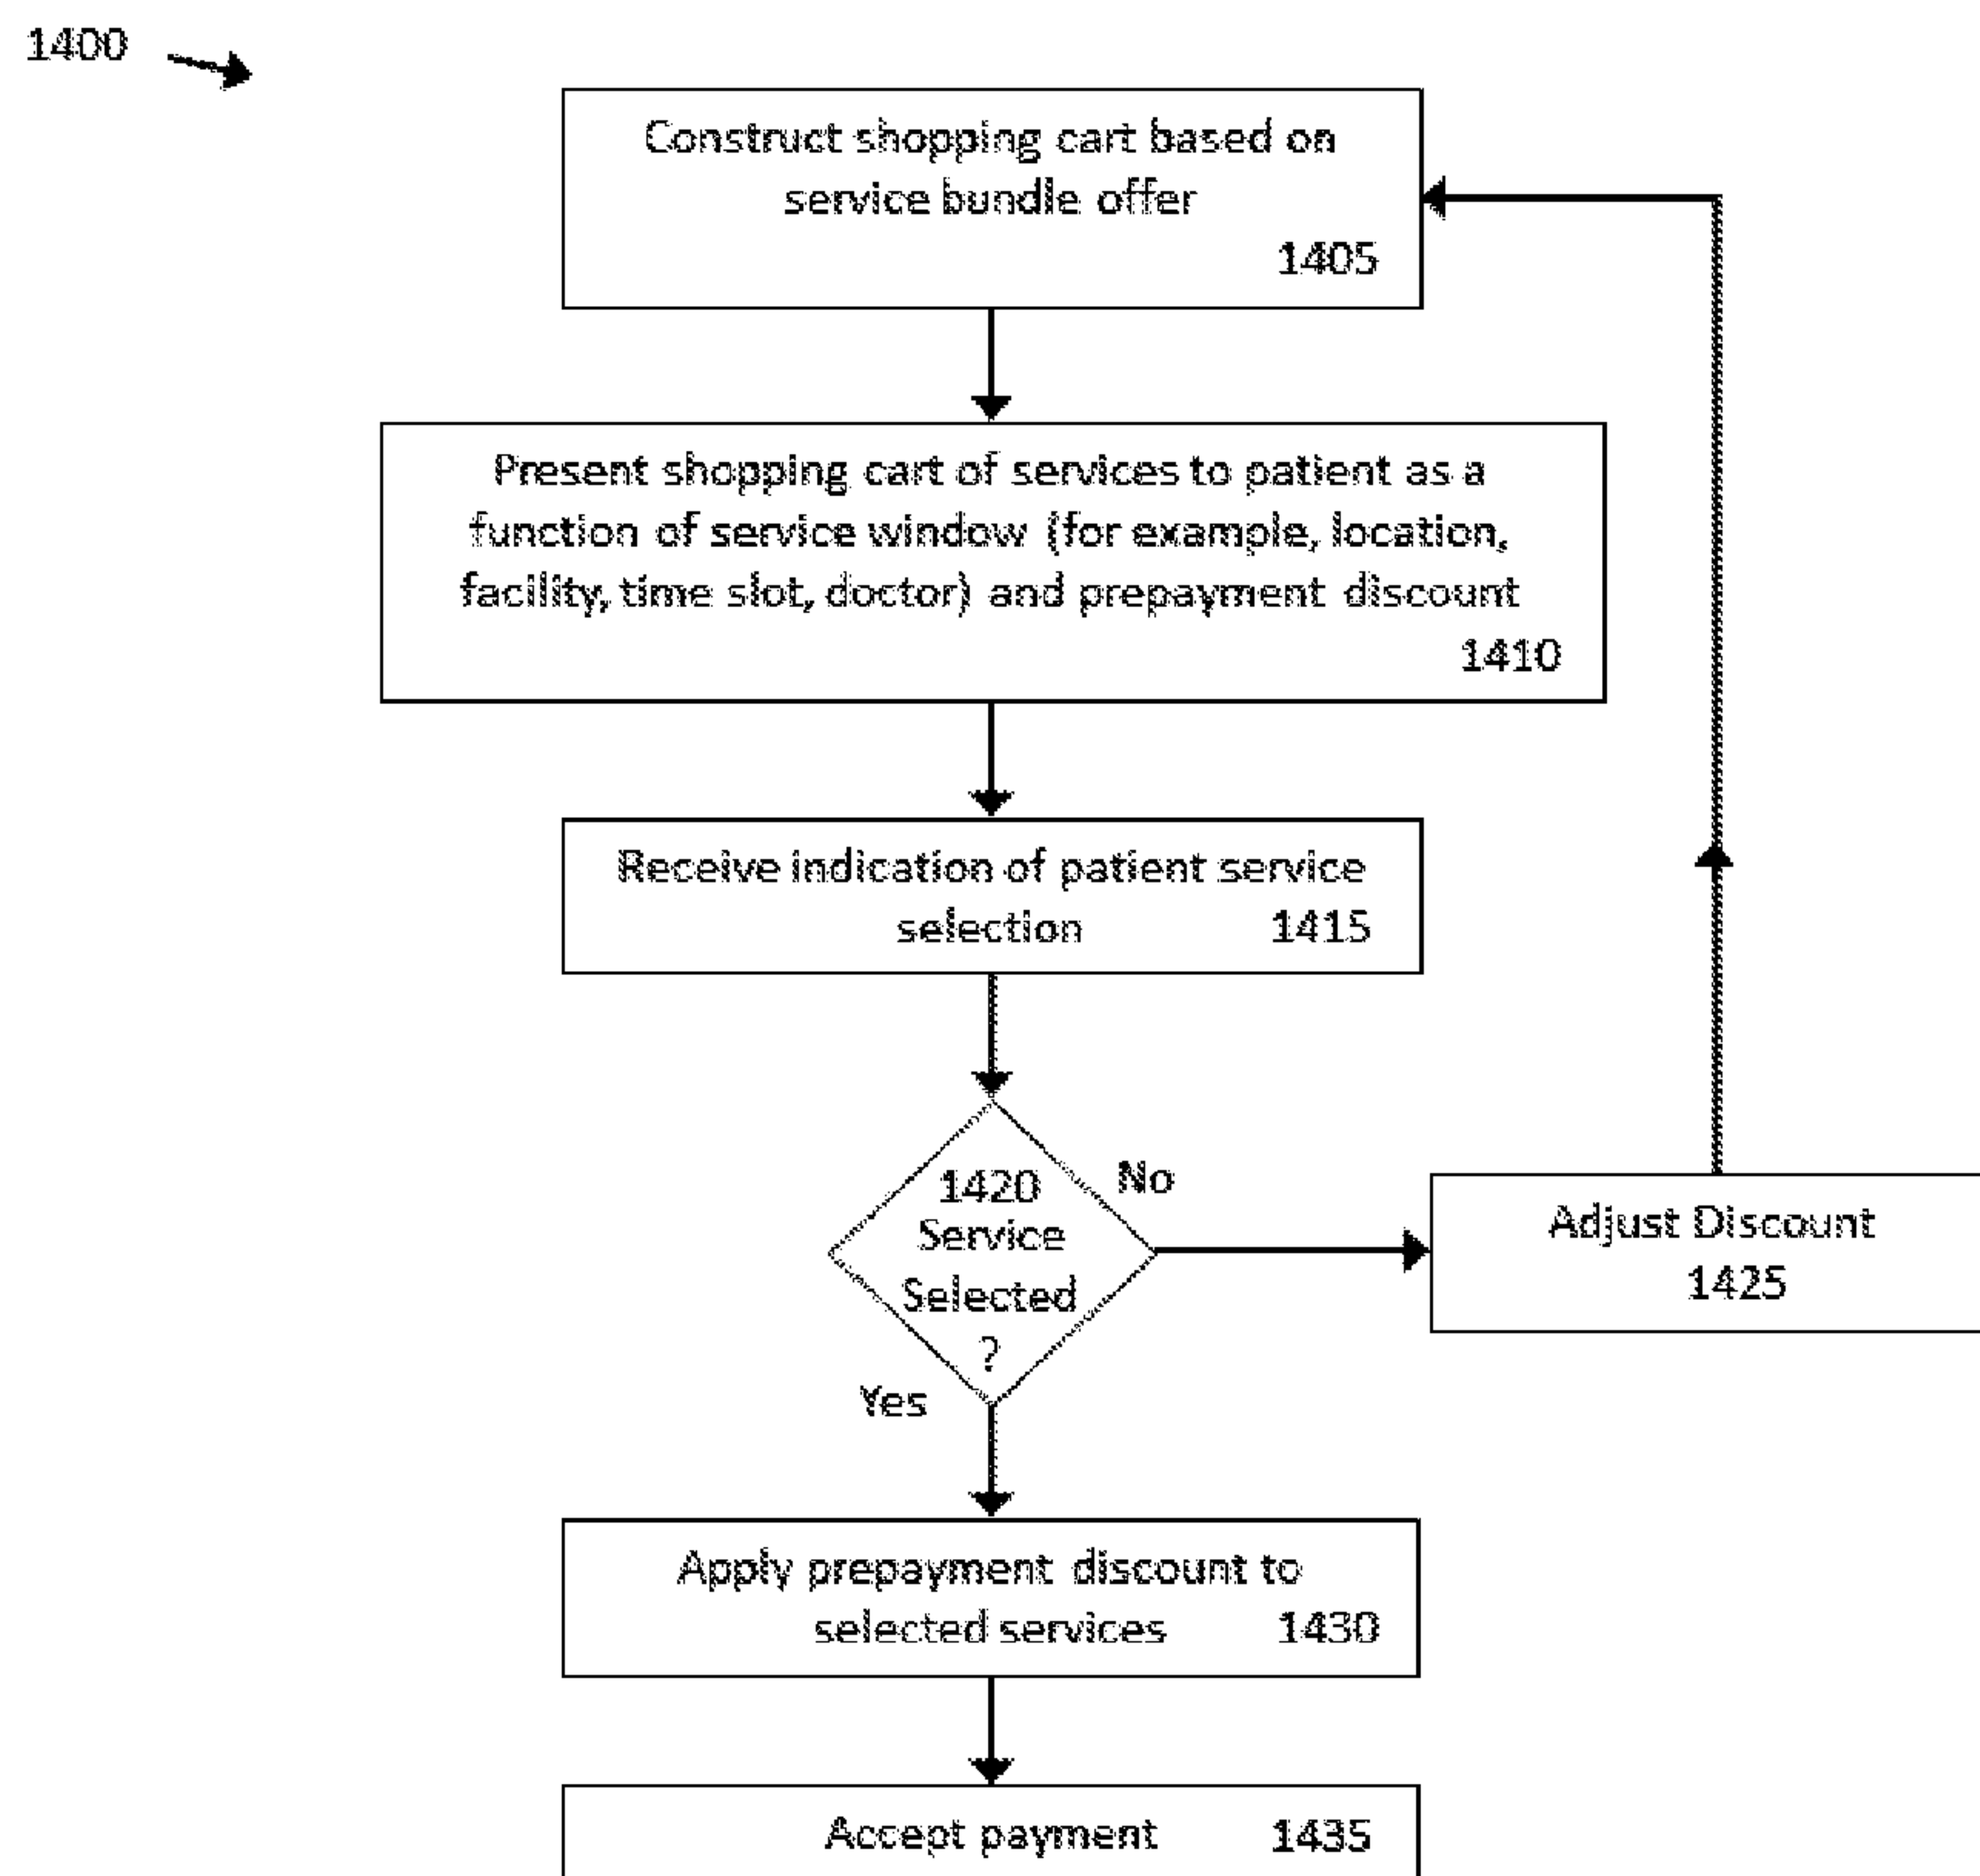 1400
Construct shopping cart based on
service bundle offer
1405
Present shopping cart of services to patient as a
function of service window (for example, location,
facility, time slot, doctor) and prepayment discount
1410
Receive indication of patient service
selection 1415
1420
Service
Selected
?
No
Adjust Discount
1425
Yes
Apply prepayment discount to
selected services 1430
Accept payment 1435